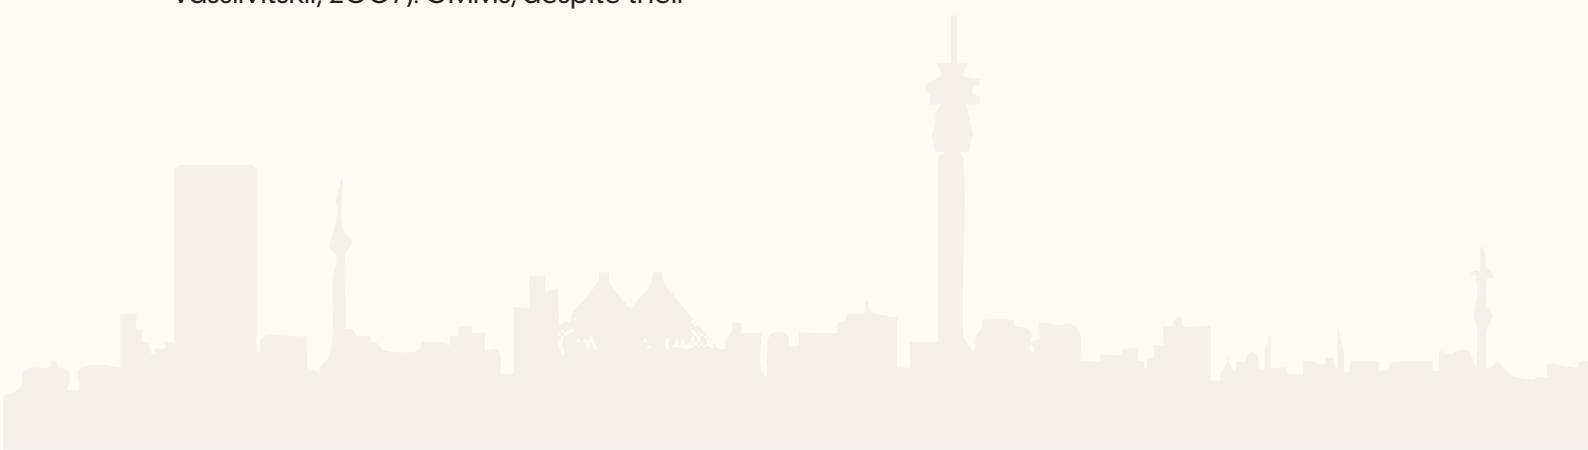 Vassilvitskii, 2007). GMMs, despite their